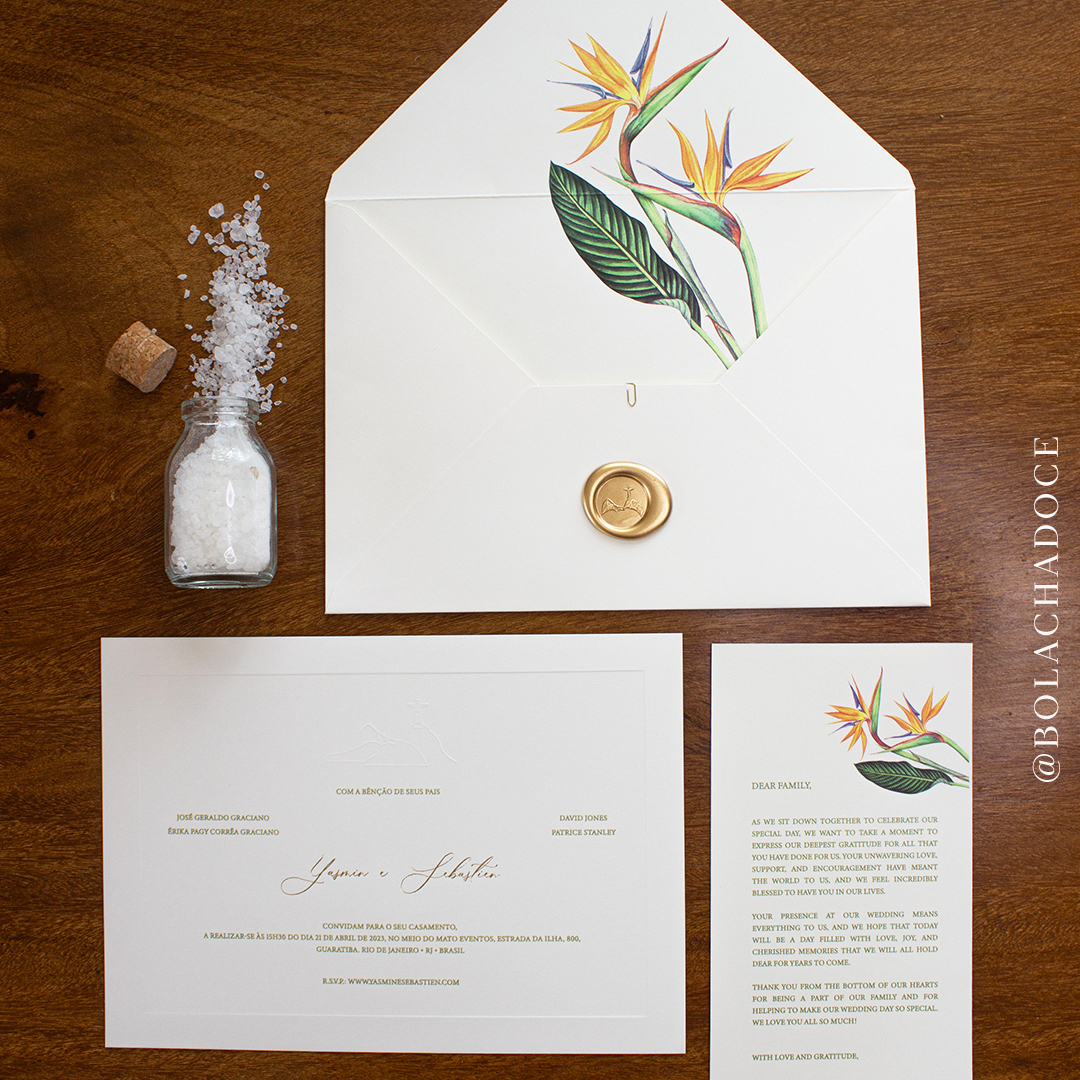 COM A BÊNÇÃO DE SEUS PAIS
JOSÉ GERALDO GRACIANO
ÉRIKA PAGY CORRÊA GRACIANO
DAVID JONES
PATRICE STANLEY
Yasmin e Sebastien
CONVIDAM PARA O SEU CASAMENTO,
A REALIZAR-SE ÀS 15H30 DO DIA 21 DE ABRIL DE 2023, NO MEIO DO MATO EVENTOS, ESTRADA DA ILHA, 800,
GUARATIBA. RIO DE JANEIRO • RJ • BRASIL
R.S.V.P.: WWW.YASMINESEBASTIEN.COM
DEAR FAMILY,
AS WE SIT DOWN TOGETHER TO CELEBRATE OUR
SPECIAL DAY, WE WANT TO TAKE A MOMENT TO
EXPRESS OUR DEEPEST GRATITUDE FOR ALL THAT
YOU HAVE DONE FOR US. YOUR UNWAVERING LOVE,
SUPPORT, AND ENCOURAGEMENT HAVE MEANT
THE WORLD TO US, AND WE FEEL INCREDIBLY
BLESSED TO HAVE YOU IN OUR LIVES.
YOUR PRESENCE AT OUR WEDDING MEANS
EVERYTHING TO US, AND WE HOPE THAT TODAY
WILL BE A DAY FILLED WITH LOVE, JOY, AND
CHERISHED MEMORIES THAT WE WILL ALL HOLD
DEAR FOR YEARS TO COME.
THANK YOU FROM THE BOTTOM OF OUR HEARTS
FOR BEING A PART OF OUR FAMILY AND FOR
HELPING TO MAKE OUR WEDDING DAY SO SPECIAL.
WE LOVE YOU ALL SO MUCH!
WITH LOVE AND GRATITUDE,
@BOLACHADOCE